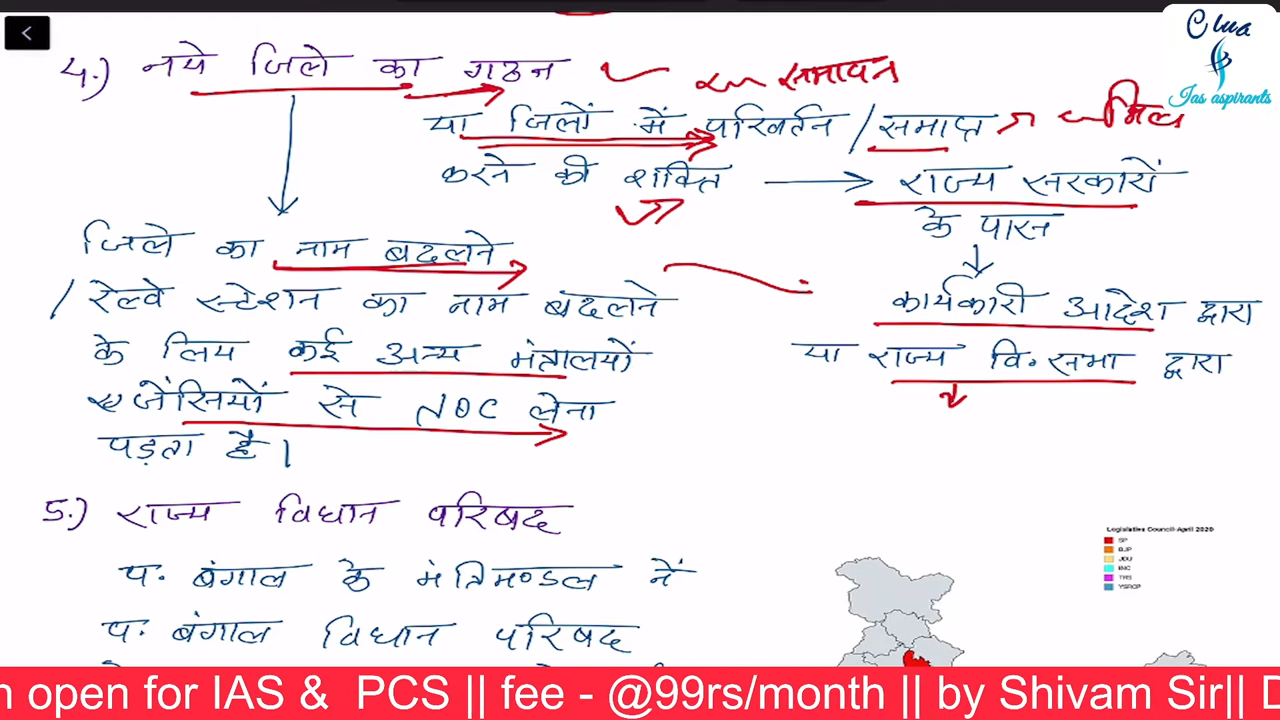 Clua
Ias aspirants
4.) नये जिले का गठन
या जिलों में परिवर्तन / समाप्त
करने की शक्ति → राज्य सरकारों
के पास
↓
कार्यकारी आदेश द्वारा
या राज्य वि. सभा द्वारा
जिले का नाम बदलने
/ रेल्वे स्टेशन का नाम बदलने
के लिय कई अन्य मंत्रालयों
एजेंसियों से NOC लेना
पड़ता है।
5.) राज्य विधान परिषद
प. बंगाल के मंत्रिमण्डल नें
प. बंगाल विधान परिषद
Legislative Council-April 2020
SP
BJP
JDU
INC
TRS
YSRCP
n open for IAS & PCS || fee - @99rs/month || by Shivam Sir|| D